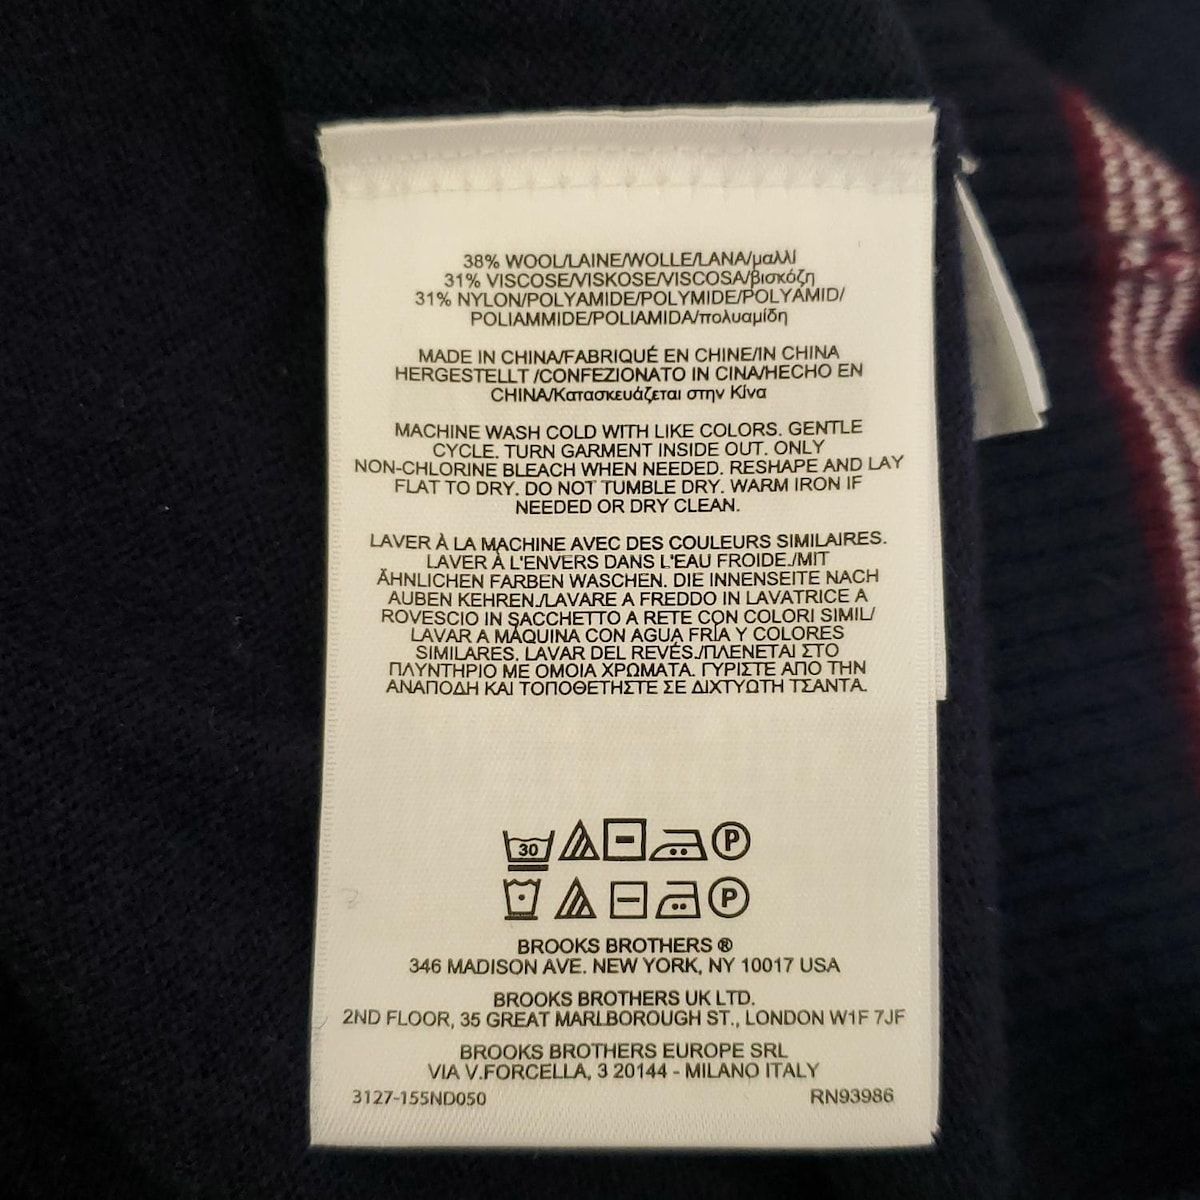 38% WOOL/LAINE/WOLLE/LANA/μαλλί
31% VISCOSE/VISKOSE/VISCOSA/βισκόζη
31% NYLON/POLYAMIDE/POLYMIDE/POLYAMID/
POLIAMMIDE/POLIAMIDA/πολυαμίδη
MADE IN CHINA/FABRIQUÉ EN CHINE/IN CHINA
HERGESTELLT /CONFEZIONATO IN CINA/HECHO EN
CHINA/Κατασκευάζεται στην Κίνα
MACHINE WASH COLD WITH LIKE COLORS. GENTLE
CYCLE. TURN GARMENT INSIDE OUT. ONLY
NON-CHLORINE BLEACH WHEN NEEDED. RESHAPE AND LAY
FLAT TO DRY. DO NOT TUMBLE DRY. WARM IRON IF
NEEDED OR DRY CLEAN.
LAVER À LA MACHINE AVEC DES COULEURS SIMILAIRES.
LAVER À L'ENVERS DANS L'EAU FROIDE./MIT
ÄHNLICHEN FARBEN WASCHEN. DIE INNENSEITE NACH
AUBEN KEHREN./LAVARE A FREDDO IN LAVATRICE A
ROVESCIO IN SACCHETTO A RETE CON COLORI SIMIL/
LAVAR A MÁQUINA CON AGUA FRÍA Y COLORES
SIMILARES. LAVAR DEL REVÉS./ΠΛΕΝΕΤΑΙ ΣΤΟ
ΠΛΥΝΤΗΡΙΟ ΜΕ ΟΜΟΙΑ ΧΡΩΜΑΤΑ. ΓΥΡΙΣΤΕ ΑΠΟ ΤΗΝ
ΑΝΑΠΟΔΗ ΚΑΙ ΤΟΠΟΘΕΤΗΣΤΕ ΣΕ ΔΙΧΤΥΩΤΗ ΤΣΑΝΤΑ.
30 P
P
BROOKS BROTHERS ®
346 MADISON AVE. NEW YORK, NY 10017 USA
BROOKS BROTHERS UK LTD.
2ND FLOOR, 35 GREAT MARLBOROUGH ST., LONDON W1F 7JF
BROOKS BROTHERS EUROPE SRL
VIA V.FORCELLA, 3 20144 - MILANO ITALY
3127-155ND050 RN93986